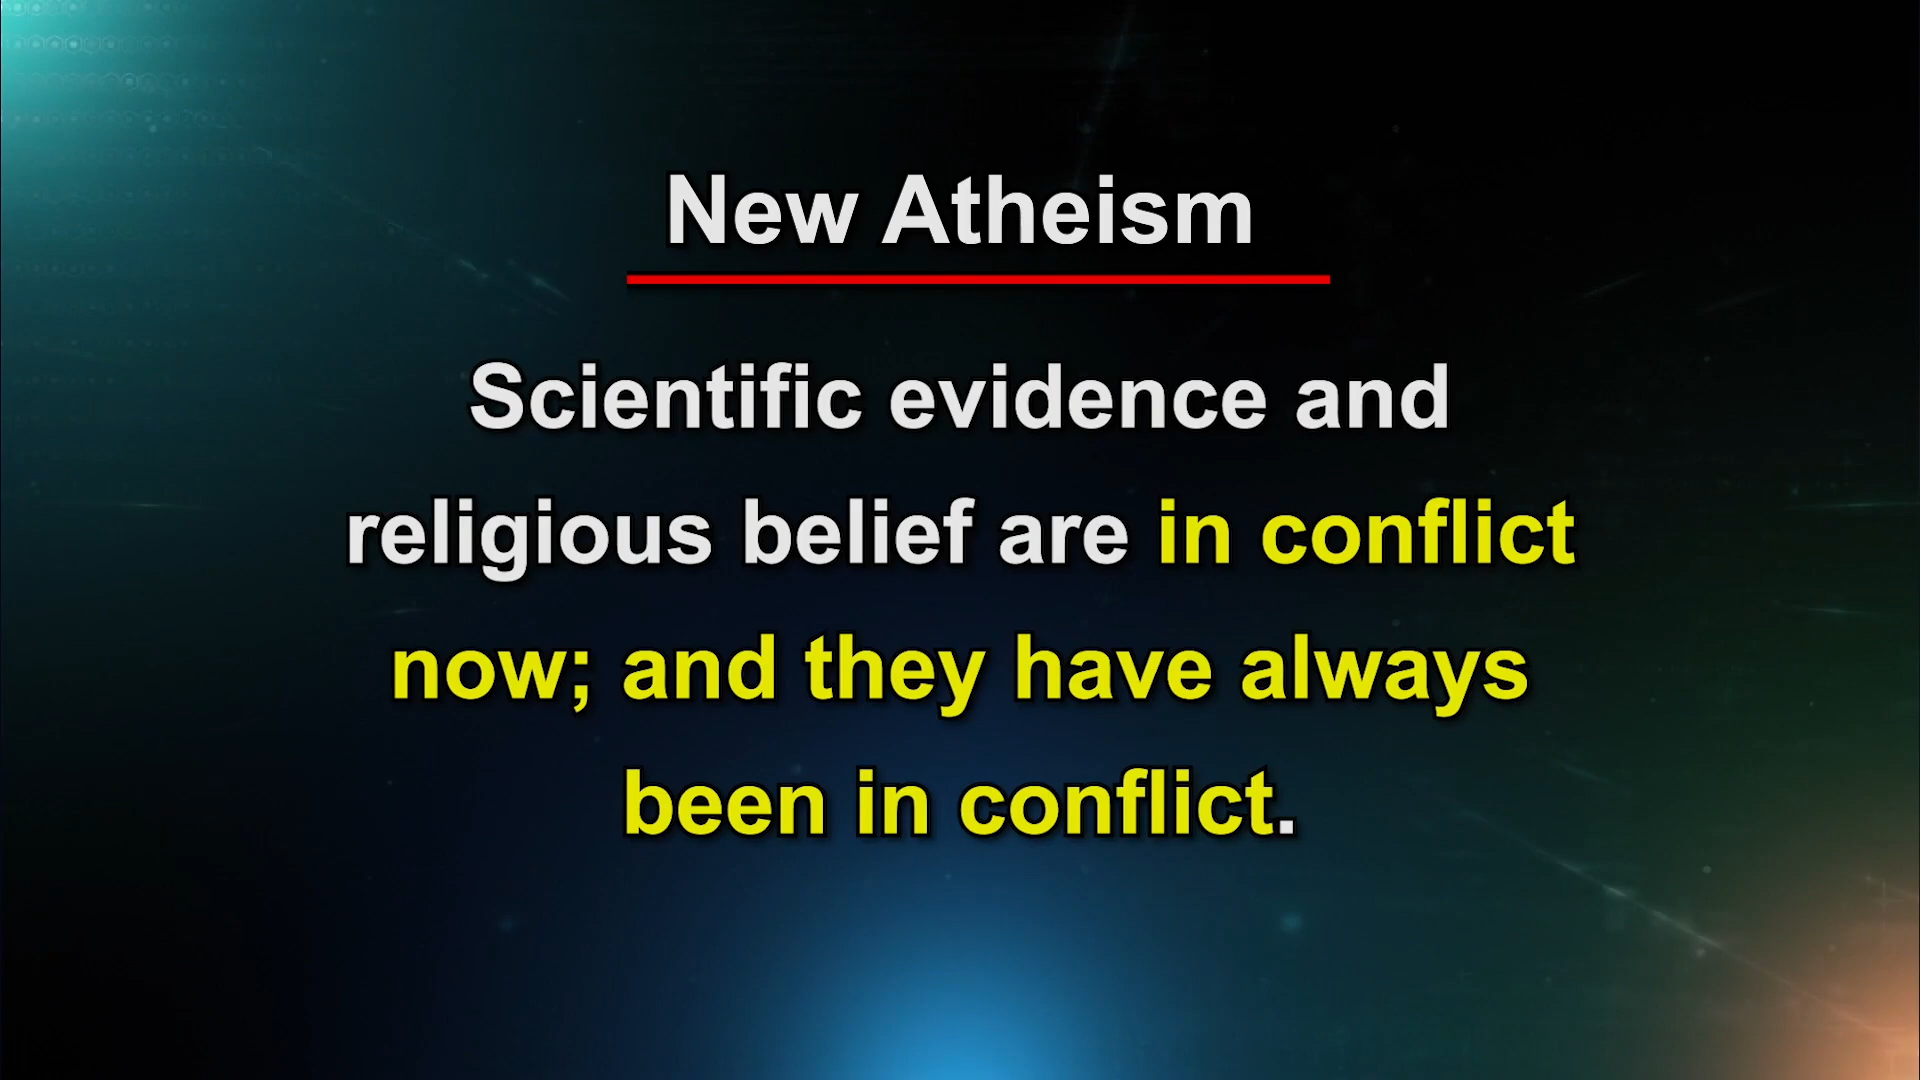 New Atheism
Scientific evidence and
religious belief are in conflict
now; and they have always
been in conflict.